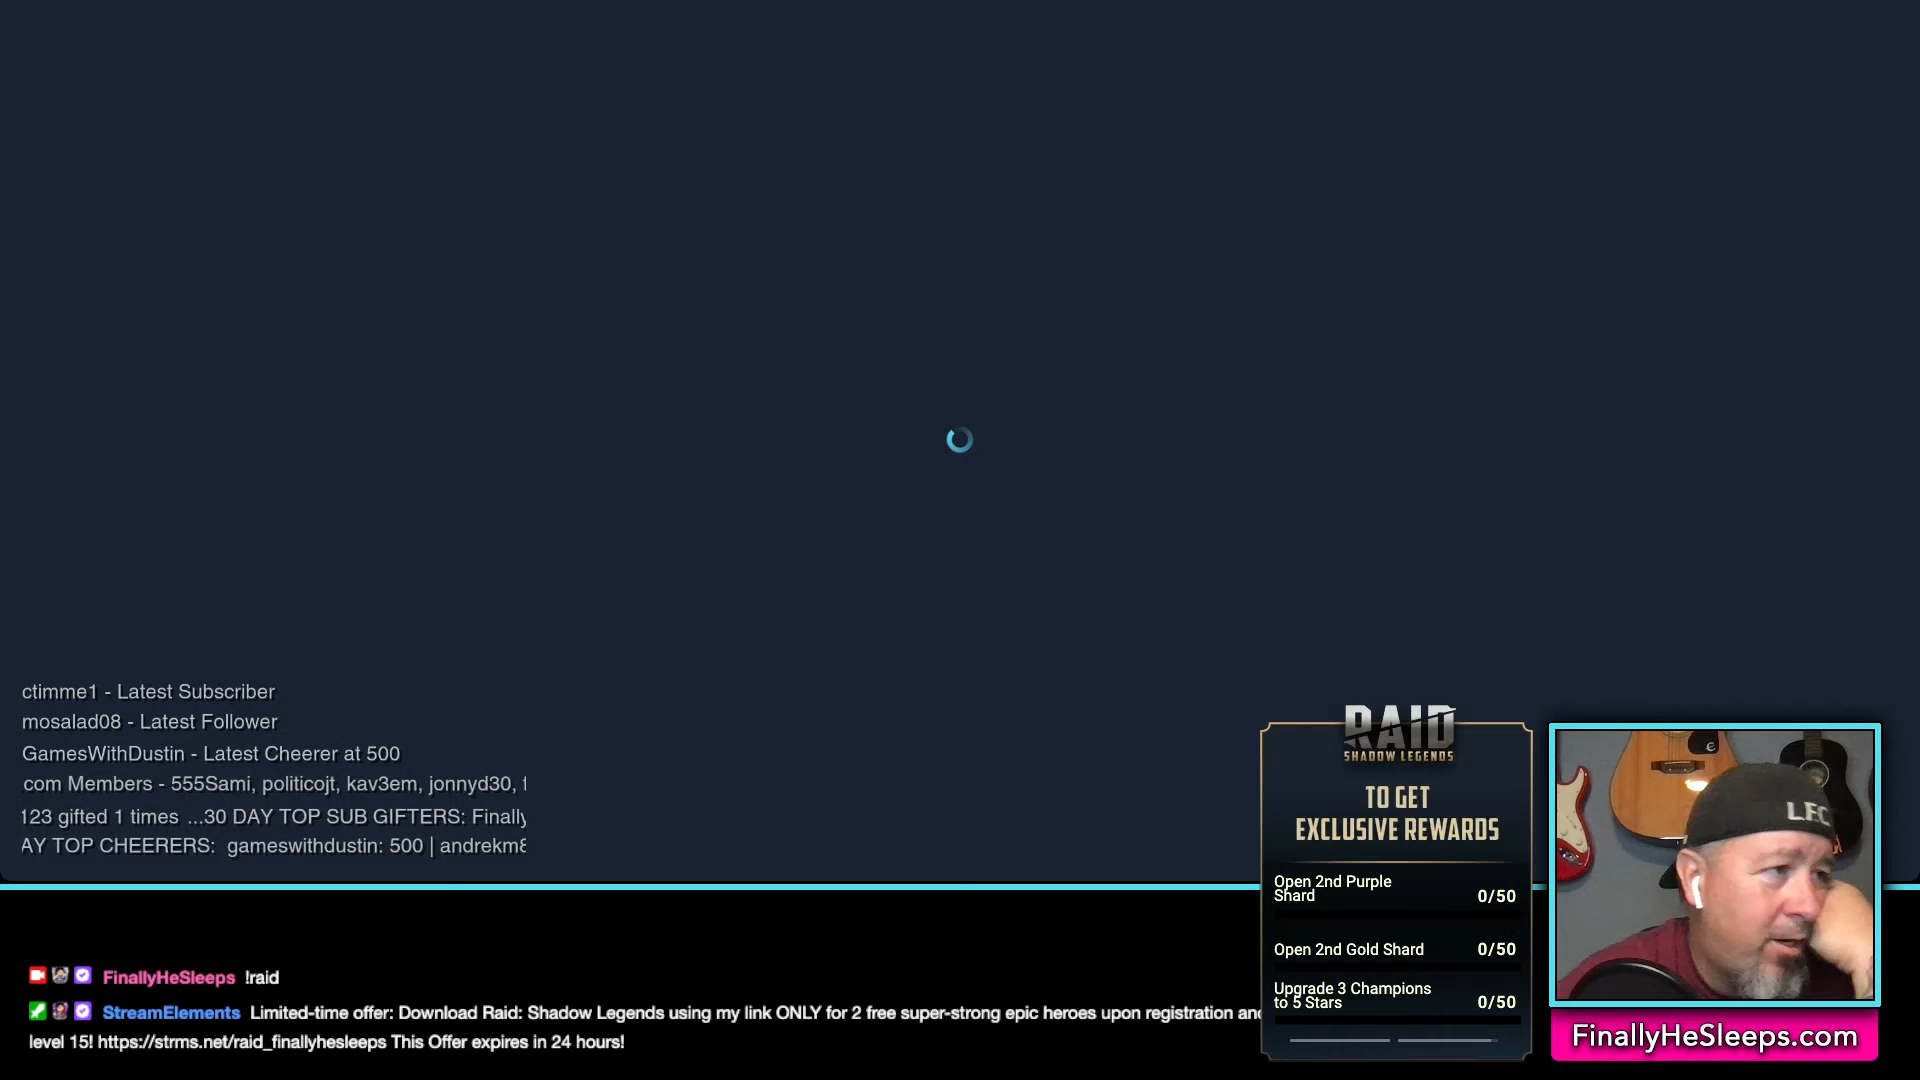 ctimme1 - Latest Subscriber
mosalad08 - Latest Follower
GamesWithDustin - Latest Cheerer at 500
com Members - 555Sami, politicojt, kav3em, jonnyd30,
123 gifted 1 times ...30 DAY TOP SUB GIFTERS: Finally
AY TOP CHEERERS: gameswithdustin: 500 | andrekm8
RAID
SHADOW LEGENDS
TO GET
EXCLUSIVE REWARDS
Open 2nd Purple
Shard 0/50
Open 2nd Gold Shard 0/50
Upgrade 3 Champions
to 5 Stars 0/50
LFC
FinallyHeSleeps !raid
StreamElements Limited-time offer: Download Raid: Shadow Legends using my link ONLY for 2 free super-strong epic heroes upon registration and
level 15! https://strms.net/raid_finallyhesleeps This Offer expires in 24 hours!
FinallyHeSleeps.com